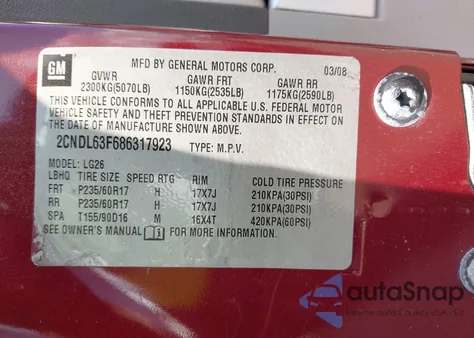 GM
MFD BY GENERAL MOTORS CORP. 03/08
GVWR GAWR FRT GAWR RR
2300KG(5070LB) 1150KG(2535LB) 1175KG(2590LB)
THIS VEHICLE CONFORMS TO ALL APPLICABLE U.S. FEDERAL MOTOR
VEHICLE SAFETY AND THEFT PREVENTION STANDARDS IN EFFECT ON THE
DATE OF MANUFACTURE SHOWN ABOVE.
2CNDL63F686317923 TYPE: M.P.V.
MODEL: LG26
LBHQ TIRE SIZE SPEED RTG RIM COLD TIRE PRESSURE
FRT P235/60R17 H 17X7J 210KPA(30PSI)
RR P235/60R17 H 17X7J 210KPA(30PSI)
SPA T155/90D16 M 16X4T 420KPA(60PSI)
SEE OWNER'S MANUAL i FOR MORE INFORMATION.
autoSnap